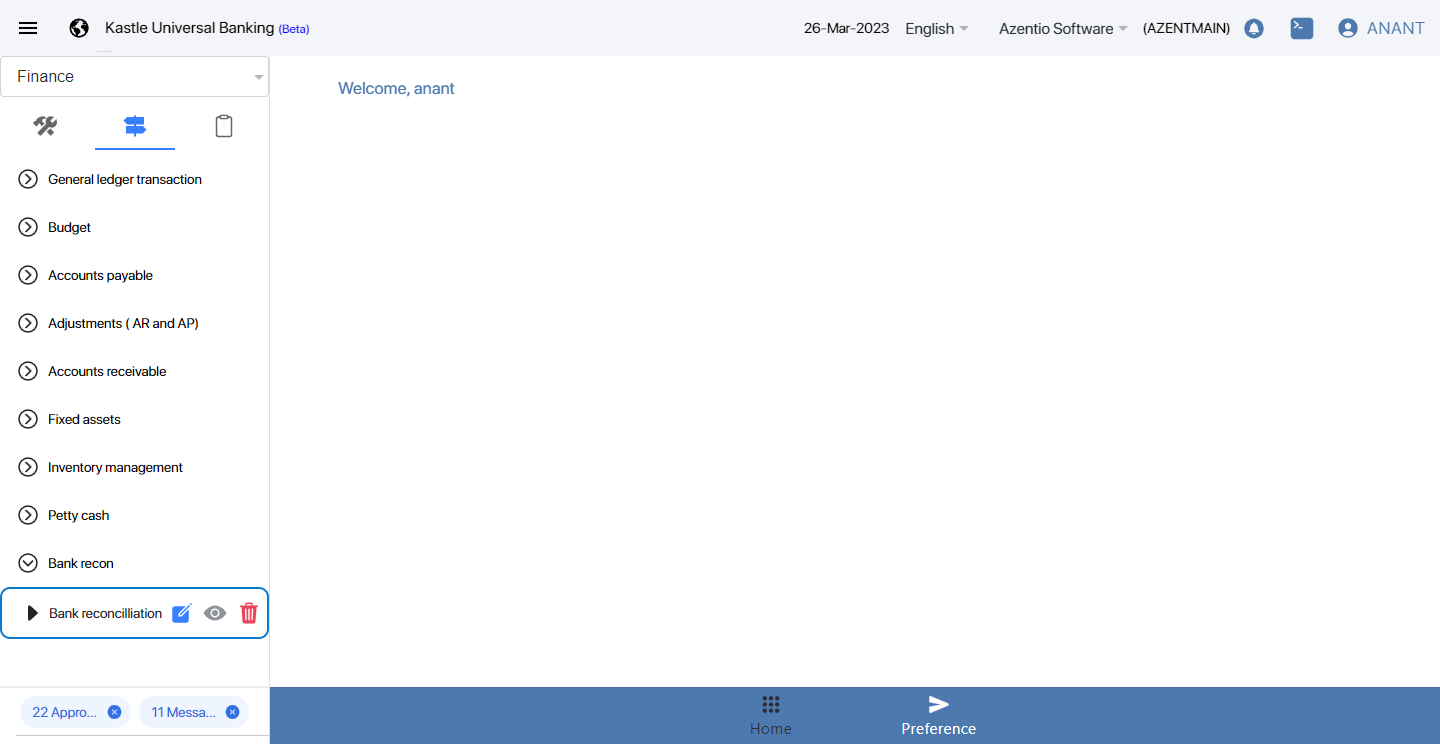 Kastle Universal Banking (Beta)
26-Mar-2023 English Azentio Software (AZENTMAIN) ANANT
Finance
Welcome, anant
General ledger transaction
Budget
Accounts payable
Adjustments ( AR and AP)
Accounts receivable
Fixed assets
Inventory management
Petty cash
Bank recon
Bank reconcilliation
22 Appro... 11 Messa...
Home
Preference